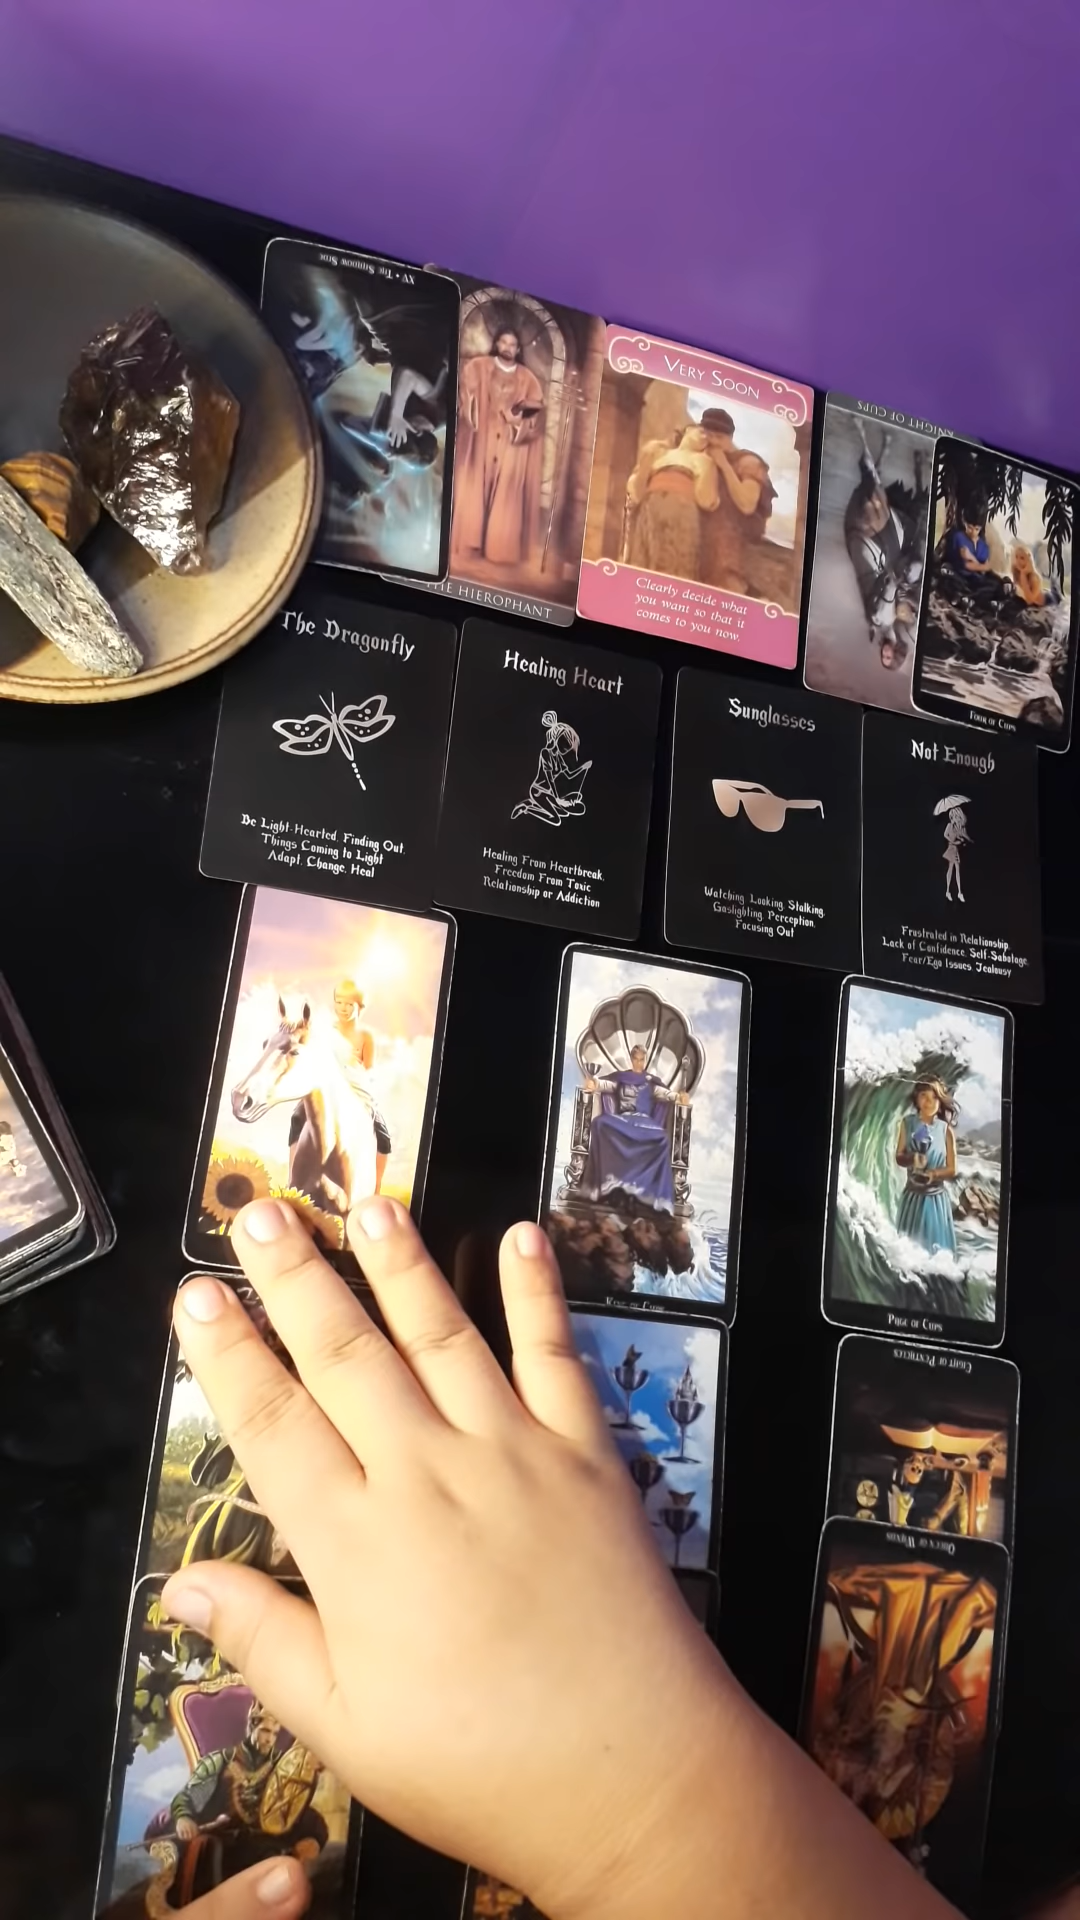 XV • The Shadow Side
THE HIEROPHANT
VERY SOON
Clearly decide what
you want so that it
comes to you now.
KNIGHT OF CUPS
Four of Cups
The Dragonfly
Be Light-Hearted, Finding Out,
Things Coming to Light
Adapt, Change, Heal
Healing Heart
Healing From Heartbreak,
Freedom From Toxic
Relationship or Addiction
Sunglasses
Watching, Looking, Stalking,
Gaslighting, Perception,
Focusing Out
Not Enough
Frustrated in Relationship,
Lack of Confidence, Self-Sabotage,
Fear/Ego Issues Jealousy
King of Cups
Page of Cups
Eight of Pentacles
Queen of Wands